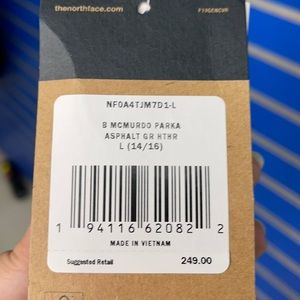 thenorthface.com
NF0A4TJM7D1-L
B MCMURDO PARKA
ASPHALT GR HTHR
L (14/16)
1 94116 62082 2
MADE IN VIETNAM
Suggested Retail 249.00